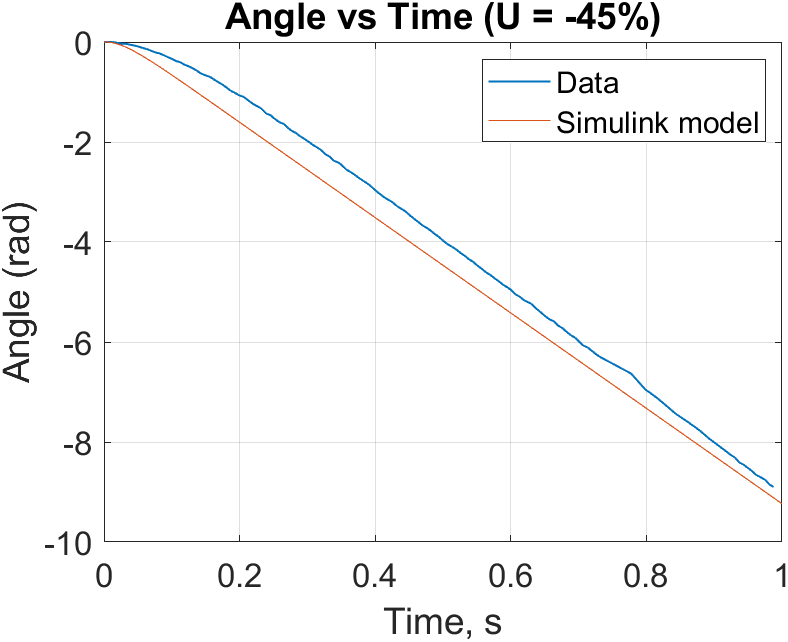 Angle vs Time (U = -45%)
Data
Simulink model
0
-2
-4
-6
-8
-10
Angle (rad)
0
0.2
0.4
0.6
0.8
1
Time, s